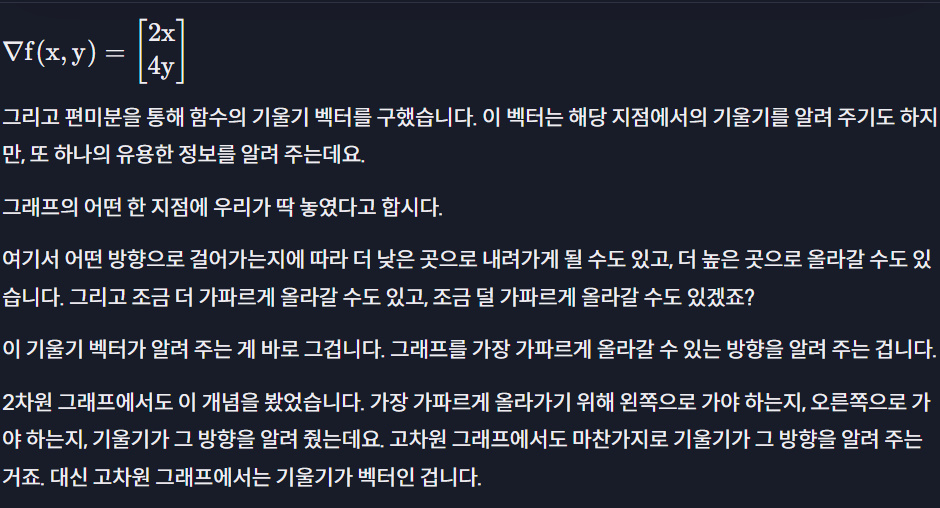 ∇f(x, y) = [2x
4y]
그리고 편미분을 통해 함수의 기울기 벡터를 구했습니다. 이 벡터는 해당 지점에서의 기울기를 알려 주기도 하지
만, 또 하나의 유용한 정보를 알려 주는데요.
그래프의 어떤 한 지점에 우리가 딱 놓였다고 합시다.
여기서 어떤 방향으로 걸어가는지에 따라 더 낮은 곳으로 내려가게 될 수도 있고, 더 높은 곳으로 올라갈 수도 있
습니다. 그리고 조금 더 가파르게 올라갈 수도 있고, 조금 덜 가파르게 올라갈 수도 있겠죠?
이 기울기 벡터가 알려 주는 게 바로 그겁니다. 그래프를 가장 가파르게 올라갈 수 있는 방향을 알려 주는 겁니다.
2차원 그래프에서도 이 개념을 봤었습니다. 가장 가파르게 올라가기 위해 왼쪽으로 가야 하는지, 오른쪽으로 가
야 하는지, 기울기가 그 방향을 알려 줬는데요. 고차원 그래프에서도 마찬가지로 기울기가 그 방향을 알려 주는
거죠. 대신 고차원 그래프에서는 기울기가 벡터인 겁니다.